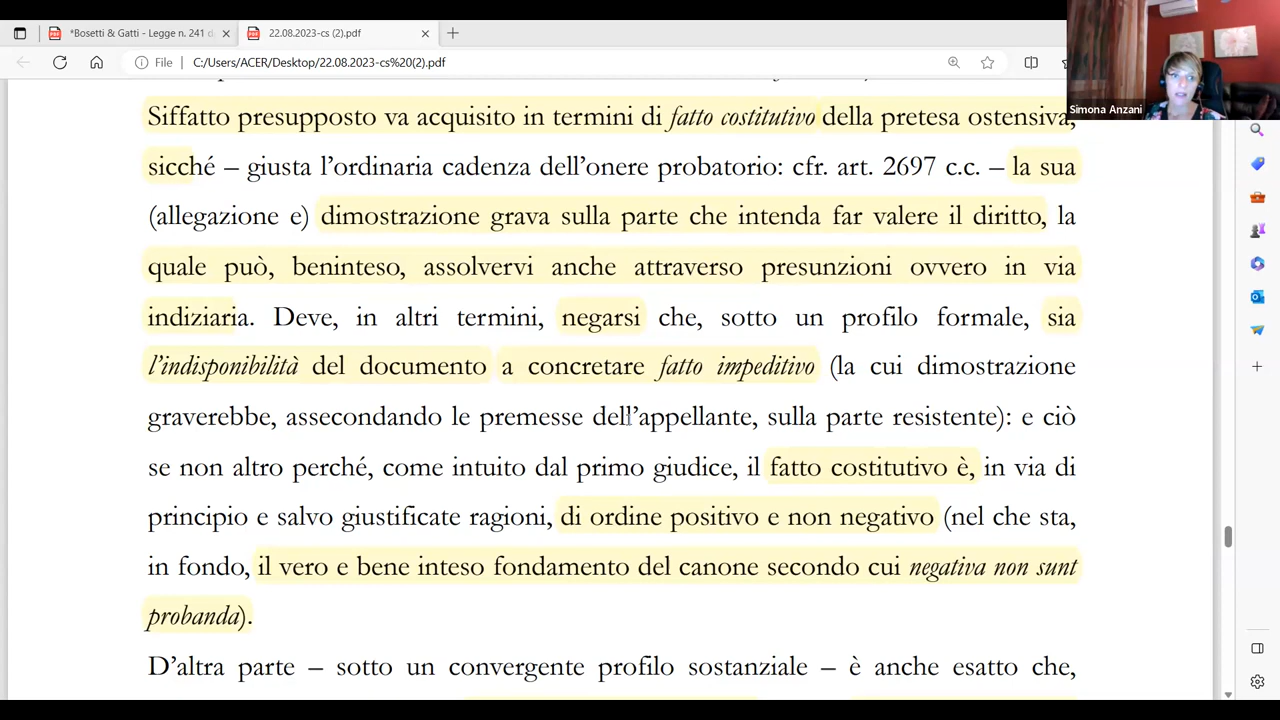 *Bosetti & Gatti - Legge n. 241 d
22.08.2023-cs (2).pdf
File
C:/Users/ACER/Desktop/22.08.2023-cs%20(2).pdf
Simona Anzani
Siffatto presupposto va acquisito in termini di fatto costitutivo della pretesa ostensiva,
sicché – giusta l’ordinaria cadenza dell’onere probatorio: cfr. art. 2697 c.c. – la sua
(allegazione e) dimostrazione grava sulla parte che intenda far valere il diritto, la
quale può, beninteso, assolvervi anche attraverso presunzioni ovvero in via
indiziaria. Deve, in altri termini, negarsi che, sotto un profilo formale, sia
l’indisponibilità del documento a concretare fatto impeditivo (la cui dimostrazione
graverebbe, assecondando le premesse dell’appellante, sulla parte resistente): e ciò
se non altro perché, come intuito dal primo giudice, il fatto costitutivo è, in via di
principio e salvo giustificate ragioni, di ordine positivo e non negativo (nel che sta,
in fondo, il vero e bene inteso fondamento del canone secondo cui negativa non sunt
probanda).
D’altra parte – sotto un convergente profilo sostanziale – è anche esatto che,